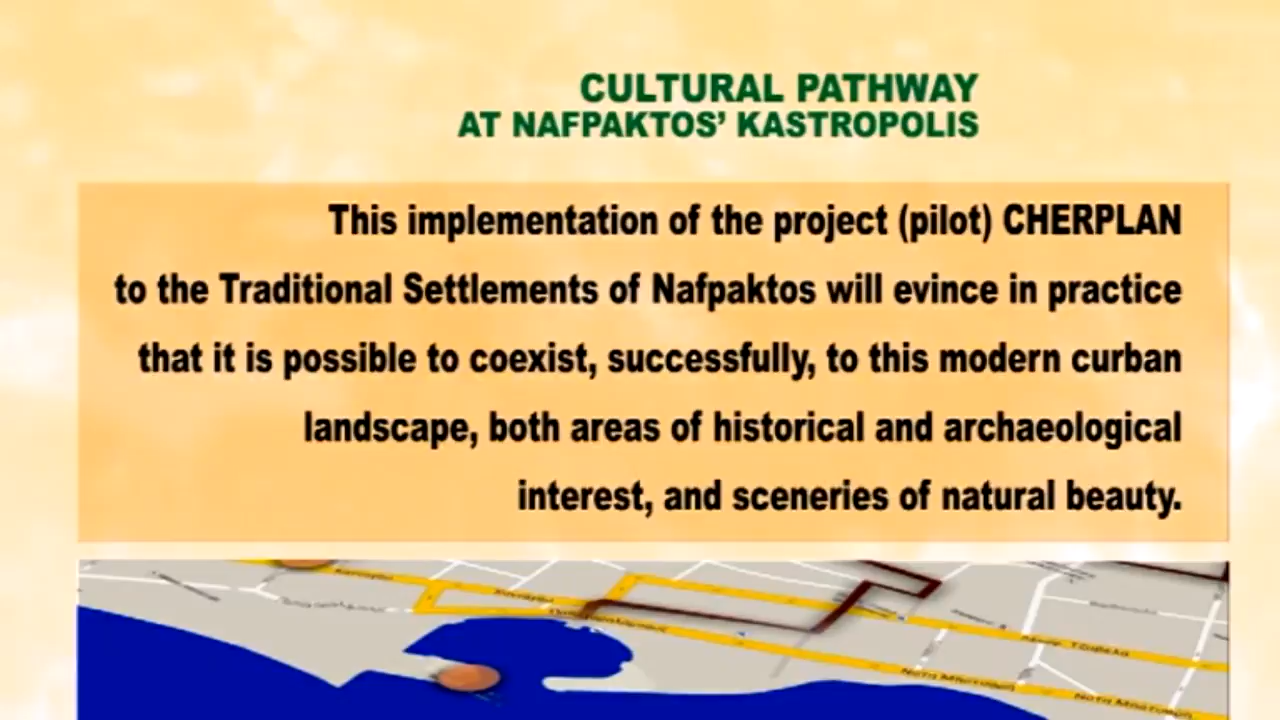 CULTURAL PATHWAY
AT NAFPAKTOS’ KASTROPOLIS
This implementation of the project (pilot) CHERPLAN
to the Traditional Settlements of Nafpaktos will evince in practice
that it is possible to coexist, successfully, to this modern curban
landscape, both areas of historical and archaeological
interest, and sceneries of natural beauty.